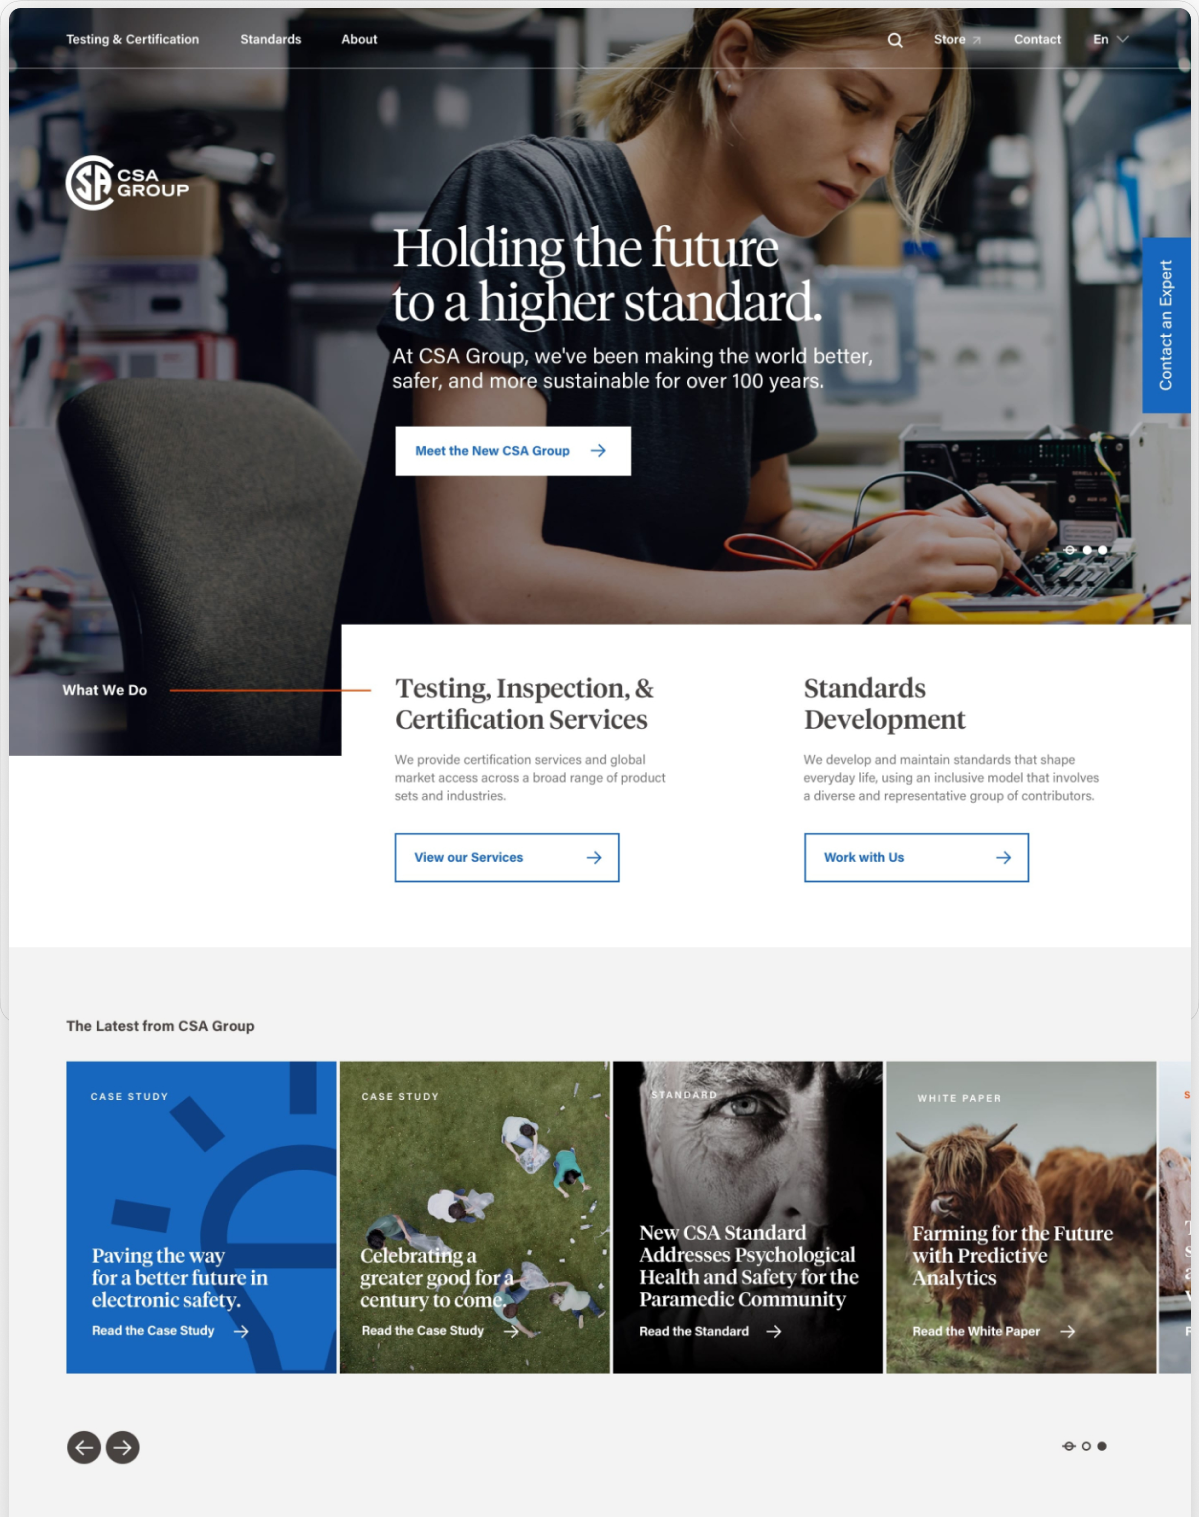 Testing & Certification
Standards
About
Store
Contact
En
CSA
GROUP
Holding the future
to a higher standard.
At CSA Group, we've been making the world better,
safer, and more sustainable for over 100 years.
Meet the New CSA Group
Contact an Expert
What We Do
Testing, Inspection, &
Certification Services
We provide certification services and global
market access across a broad range of product
sets and industries.
View our Services
Standards
Development
We develop and maintain standards that shape
everyday life, using an inclusive model that involves
a diverse and representative group of contributors.
Work with Us
The Latest from CSA Group
CASE STUDY
Paving the way
for a better future in
electronic safety.
Read the Case Study
CASE STUDY
Celebrating a
greater good for a
century to come.
Read the Case Study
STANDARD
New CSA Standard
Addresses Psychological
Health and Safety for the
Paramedic Community
Read the Standard
WHITE PAPER
Farming for the Future
with Predictive
Analytics
Read the White Paper